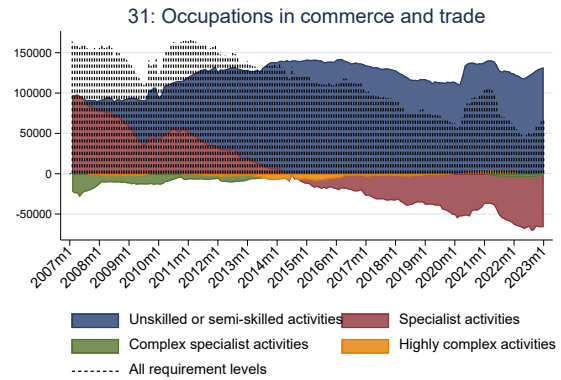 31: Occupations in commerce and trade
150000
100000
50000
0
-50000
2007m1
2008m1
2009m1
2010m1
2011m1
2012m1
2013m1
2014m1
2015m1
2016m1
2017m1
2018m1
2019m1
2020m1
2021m1
2022m1
2023m1
Unskilled or semi-skilled activities
Specialist activities
Complex specialist activities
Highly complex activities
All requirement levels